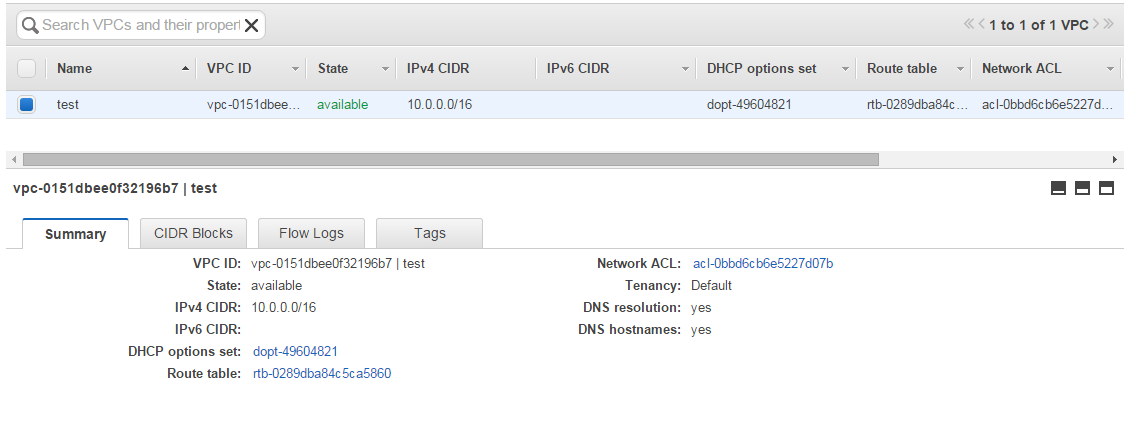 Search VPCs and their propert
1 to 1 of 1 VPC
Name VPC ID State IPv4 CIDR IPv6 CIDR DHCP options set Route table Network ACL
test vpc-0151dbee... available 10.0.0.0/16 dopt-49604821 rtb-0289dba84c... acl-0bbd6cb6e5227d...
vpc-0151dbee0f32196b7 | test
Summary CIDR Blocks Flow Logs Tags
VPC ID: vpc-0151dbee0f32196b7 | test Network ACL: acl-0bbd6cb6e5227d07b
State: available Tenancy: Default
IPv4 CIDR: 10.0.0.0/16 DNS resolution: yes
IPv6 CIDR: DNS hostnames: yes
DHCP options set: dopt-49604821
Route table: rtb-0289dba84c5ca5860